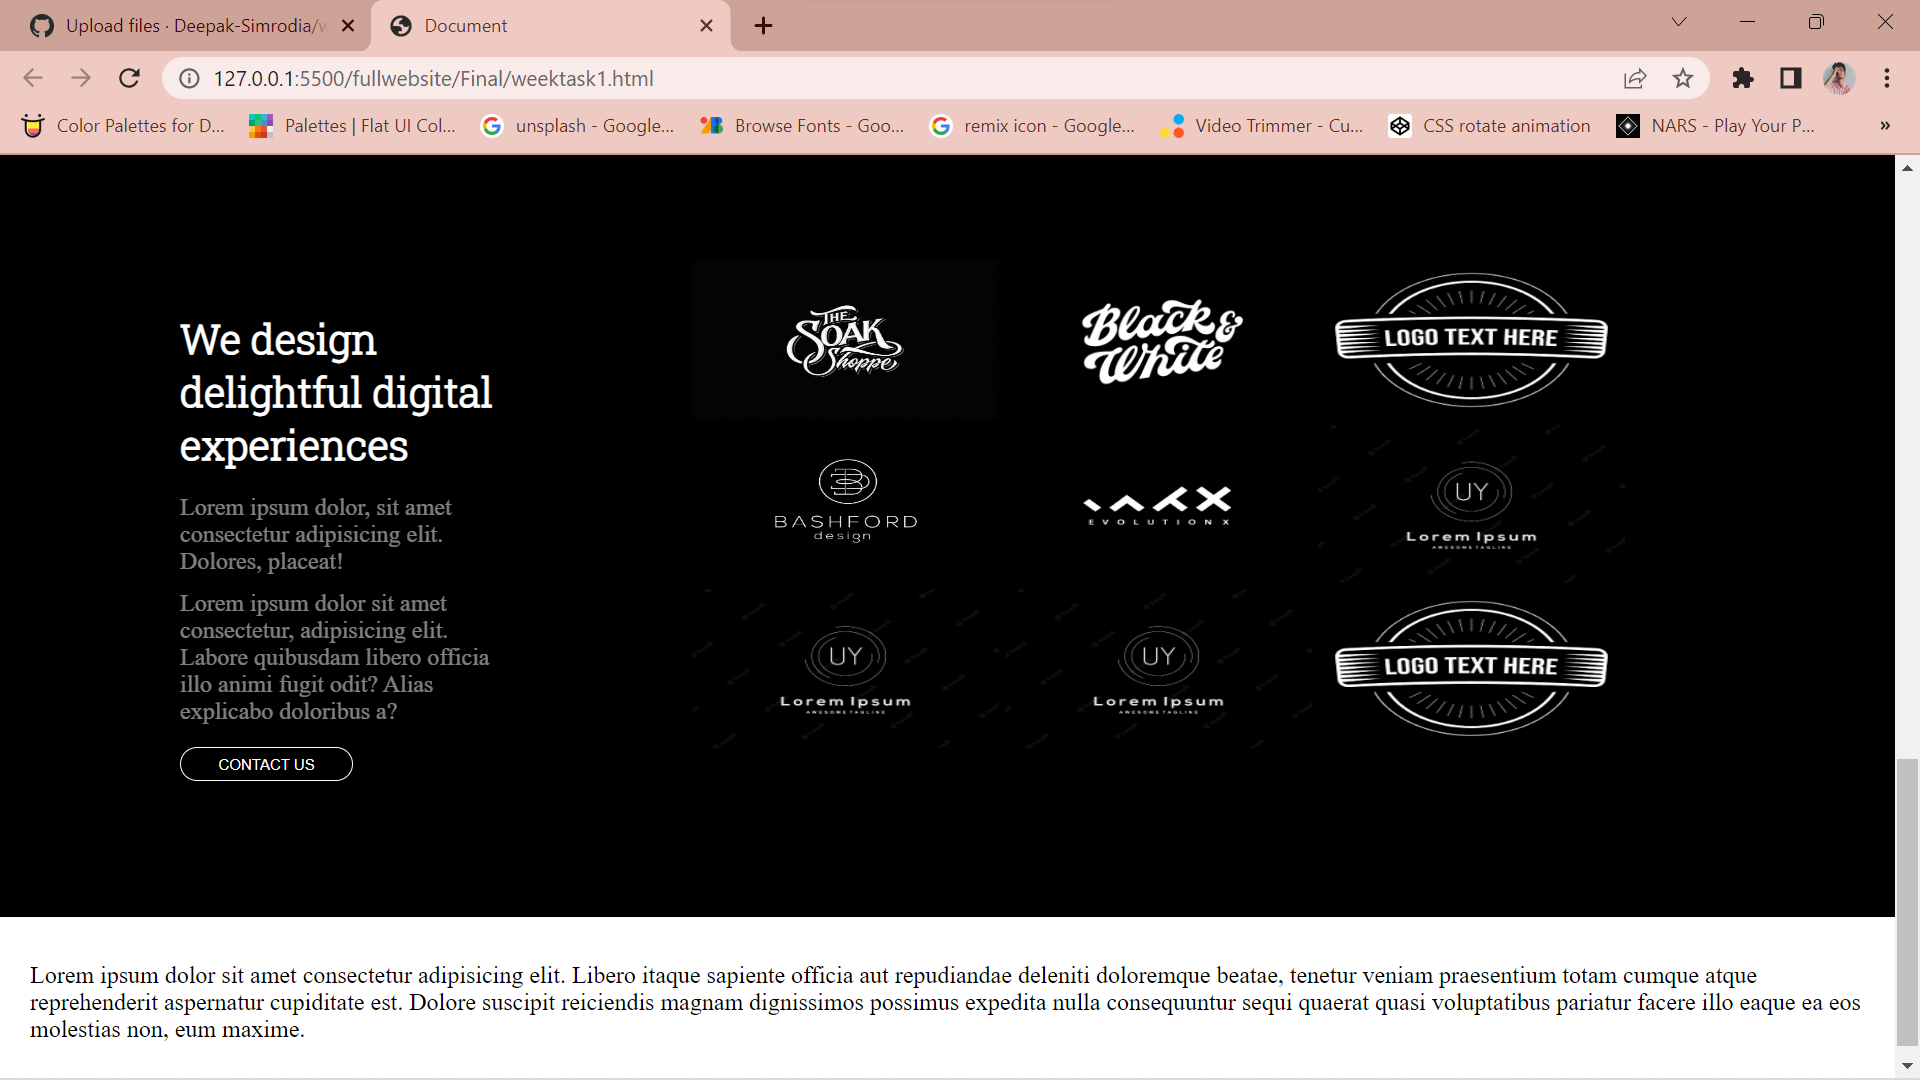 Upload files · Deepak-Simrodia/w
Document
127.0.0.1:5500/fullwebsite/Final/weektask1.html
Color Palettes for D...
Palettes | Flat UI Col...
unsplash - Google...
Browse Fonts - Goo...
remix icon - Google...
Video Trimmer - Cu...
CSS rotate animation
NARS - Play Your P...
»
We design
delightful digital
experiences
Lorem ipsum dolor, sit amet
consectetur adipisicing elit.
Dolores, placeat!
Lorem ipsum dolor sit amet
consectetur, adipisicing elit.
Labore quibusdam libero officia
illo animi fugit odit? Alias
explicabo doloribus a?
CONTACT US
THE
SOAK
Shoppe
Black &
White
LOGO TEXT HERE
BASHFORD
design
EVOLUTION X
UY
Lorem Ipsum
AWESOME TAGLINE
UY
Lorem Ipsum
AWESOME TAGLINE
UY
Lorem Ipsum
AWESOME TAGLINE
LOGO TEXT HERE
Lorem ipsum dolor sit amet consectetur adipisicing elit. Libero itaque sapiente officia aut repudiandae deleniti doloremque beatae, tenetur veniam praesentium totam cumque atque
reprehenderit aspernatur cupiditate est. Dolore suscipit reiciendis magnam dignissimos possimus expedita nulla consequuntur sequi quaerat quasi voluptatibus pariatur facere illo eaque ea eos
molestias non, eum maxime.